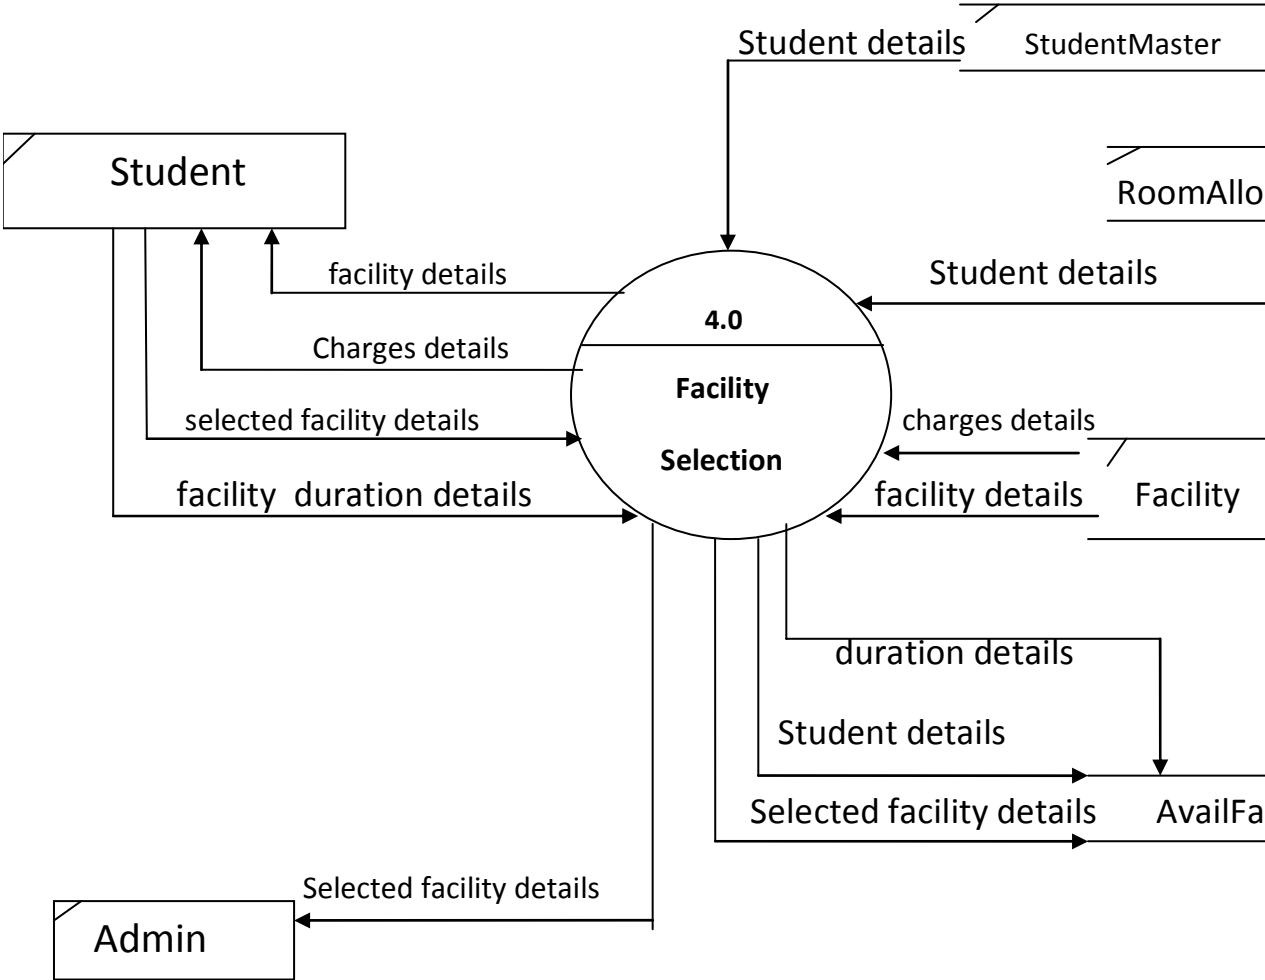 Student details
StudentMaster
Student
RoomAllo
facility details
Student details
4.0
Charges details
Facility
selected facility details
charges details
Selection
facility  duration details
facility details
Facility
duration details
Student details
Selected facility details
AvailFa
Selected facility details
Admin